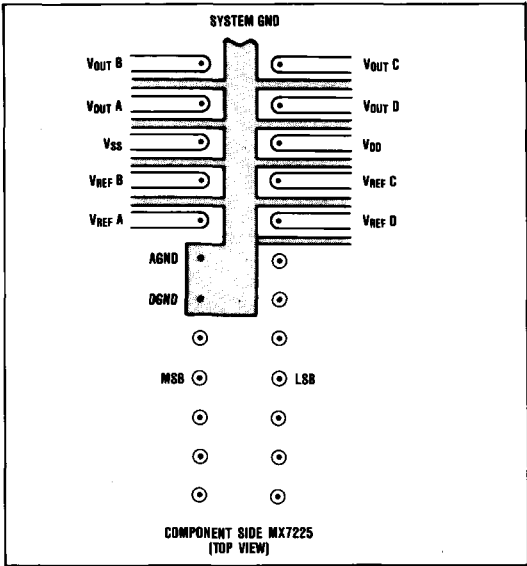 SYSTEM GND
VOUT B VOUT C
VOUT A VOUT D
VSS VDD
VREF B VREF C
VREF A VREF D
AGND
DGND
MSB LSB
COMPONENT SIDE MX7225
(TOP VIEW)